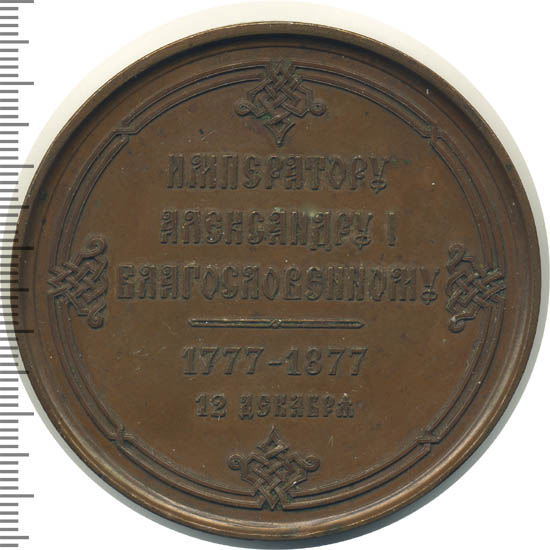 ИМПЕРАТОРУ
АЛЕКСАНДРУ I
БЛАГОСЛОВЕННОМУ
1777-1877
12 ДЕКАБРЯ